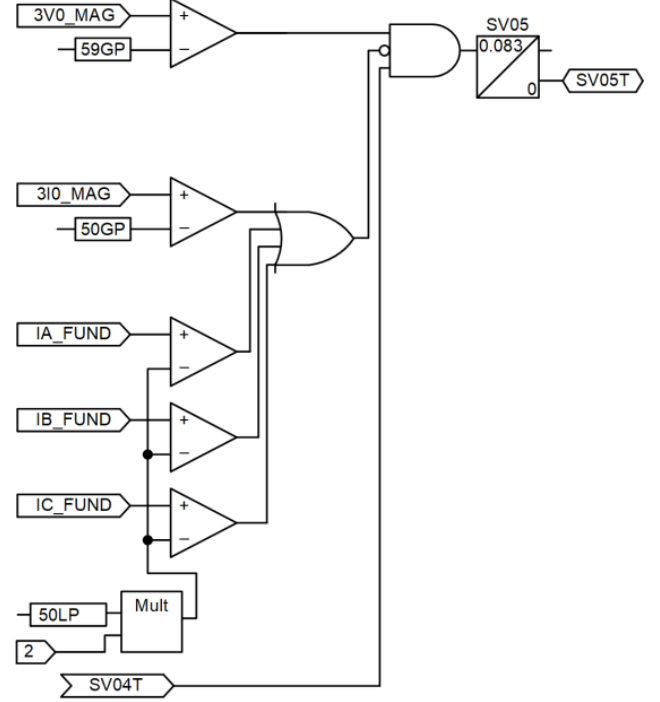 3V0_MAG
+
59GP
−
SV05
0.083
0
SV05T
3I0_MAG
+
50GP
−
IA_FUND
+
−
IB_FUND
+
−
IC_FUND
+
−
50LP
Mult
2
SV04T